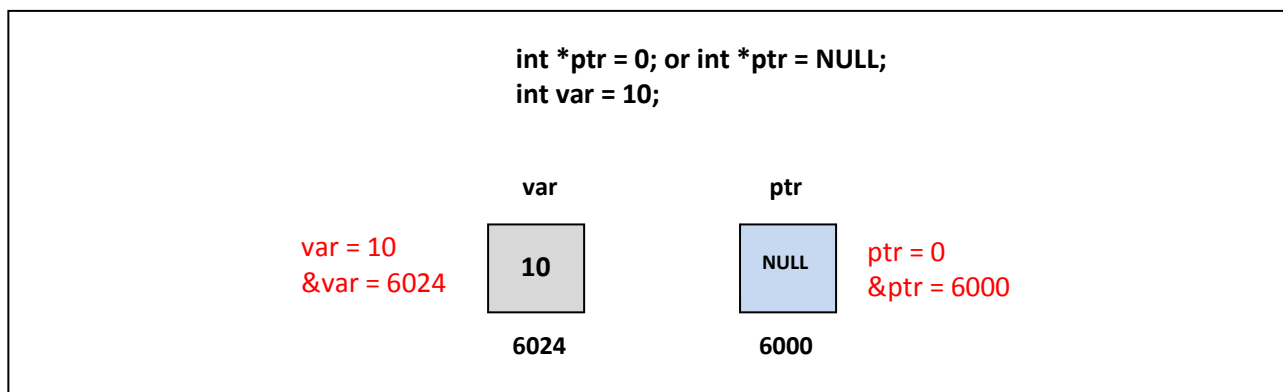 int *ptr = 0; or int *ptr = NULL;
int var = 10;
var
ptr
var = 10
&var = 6024
10
NULL
ptr = 0
&ptr = 6000
6024
6000